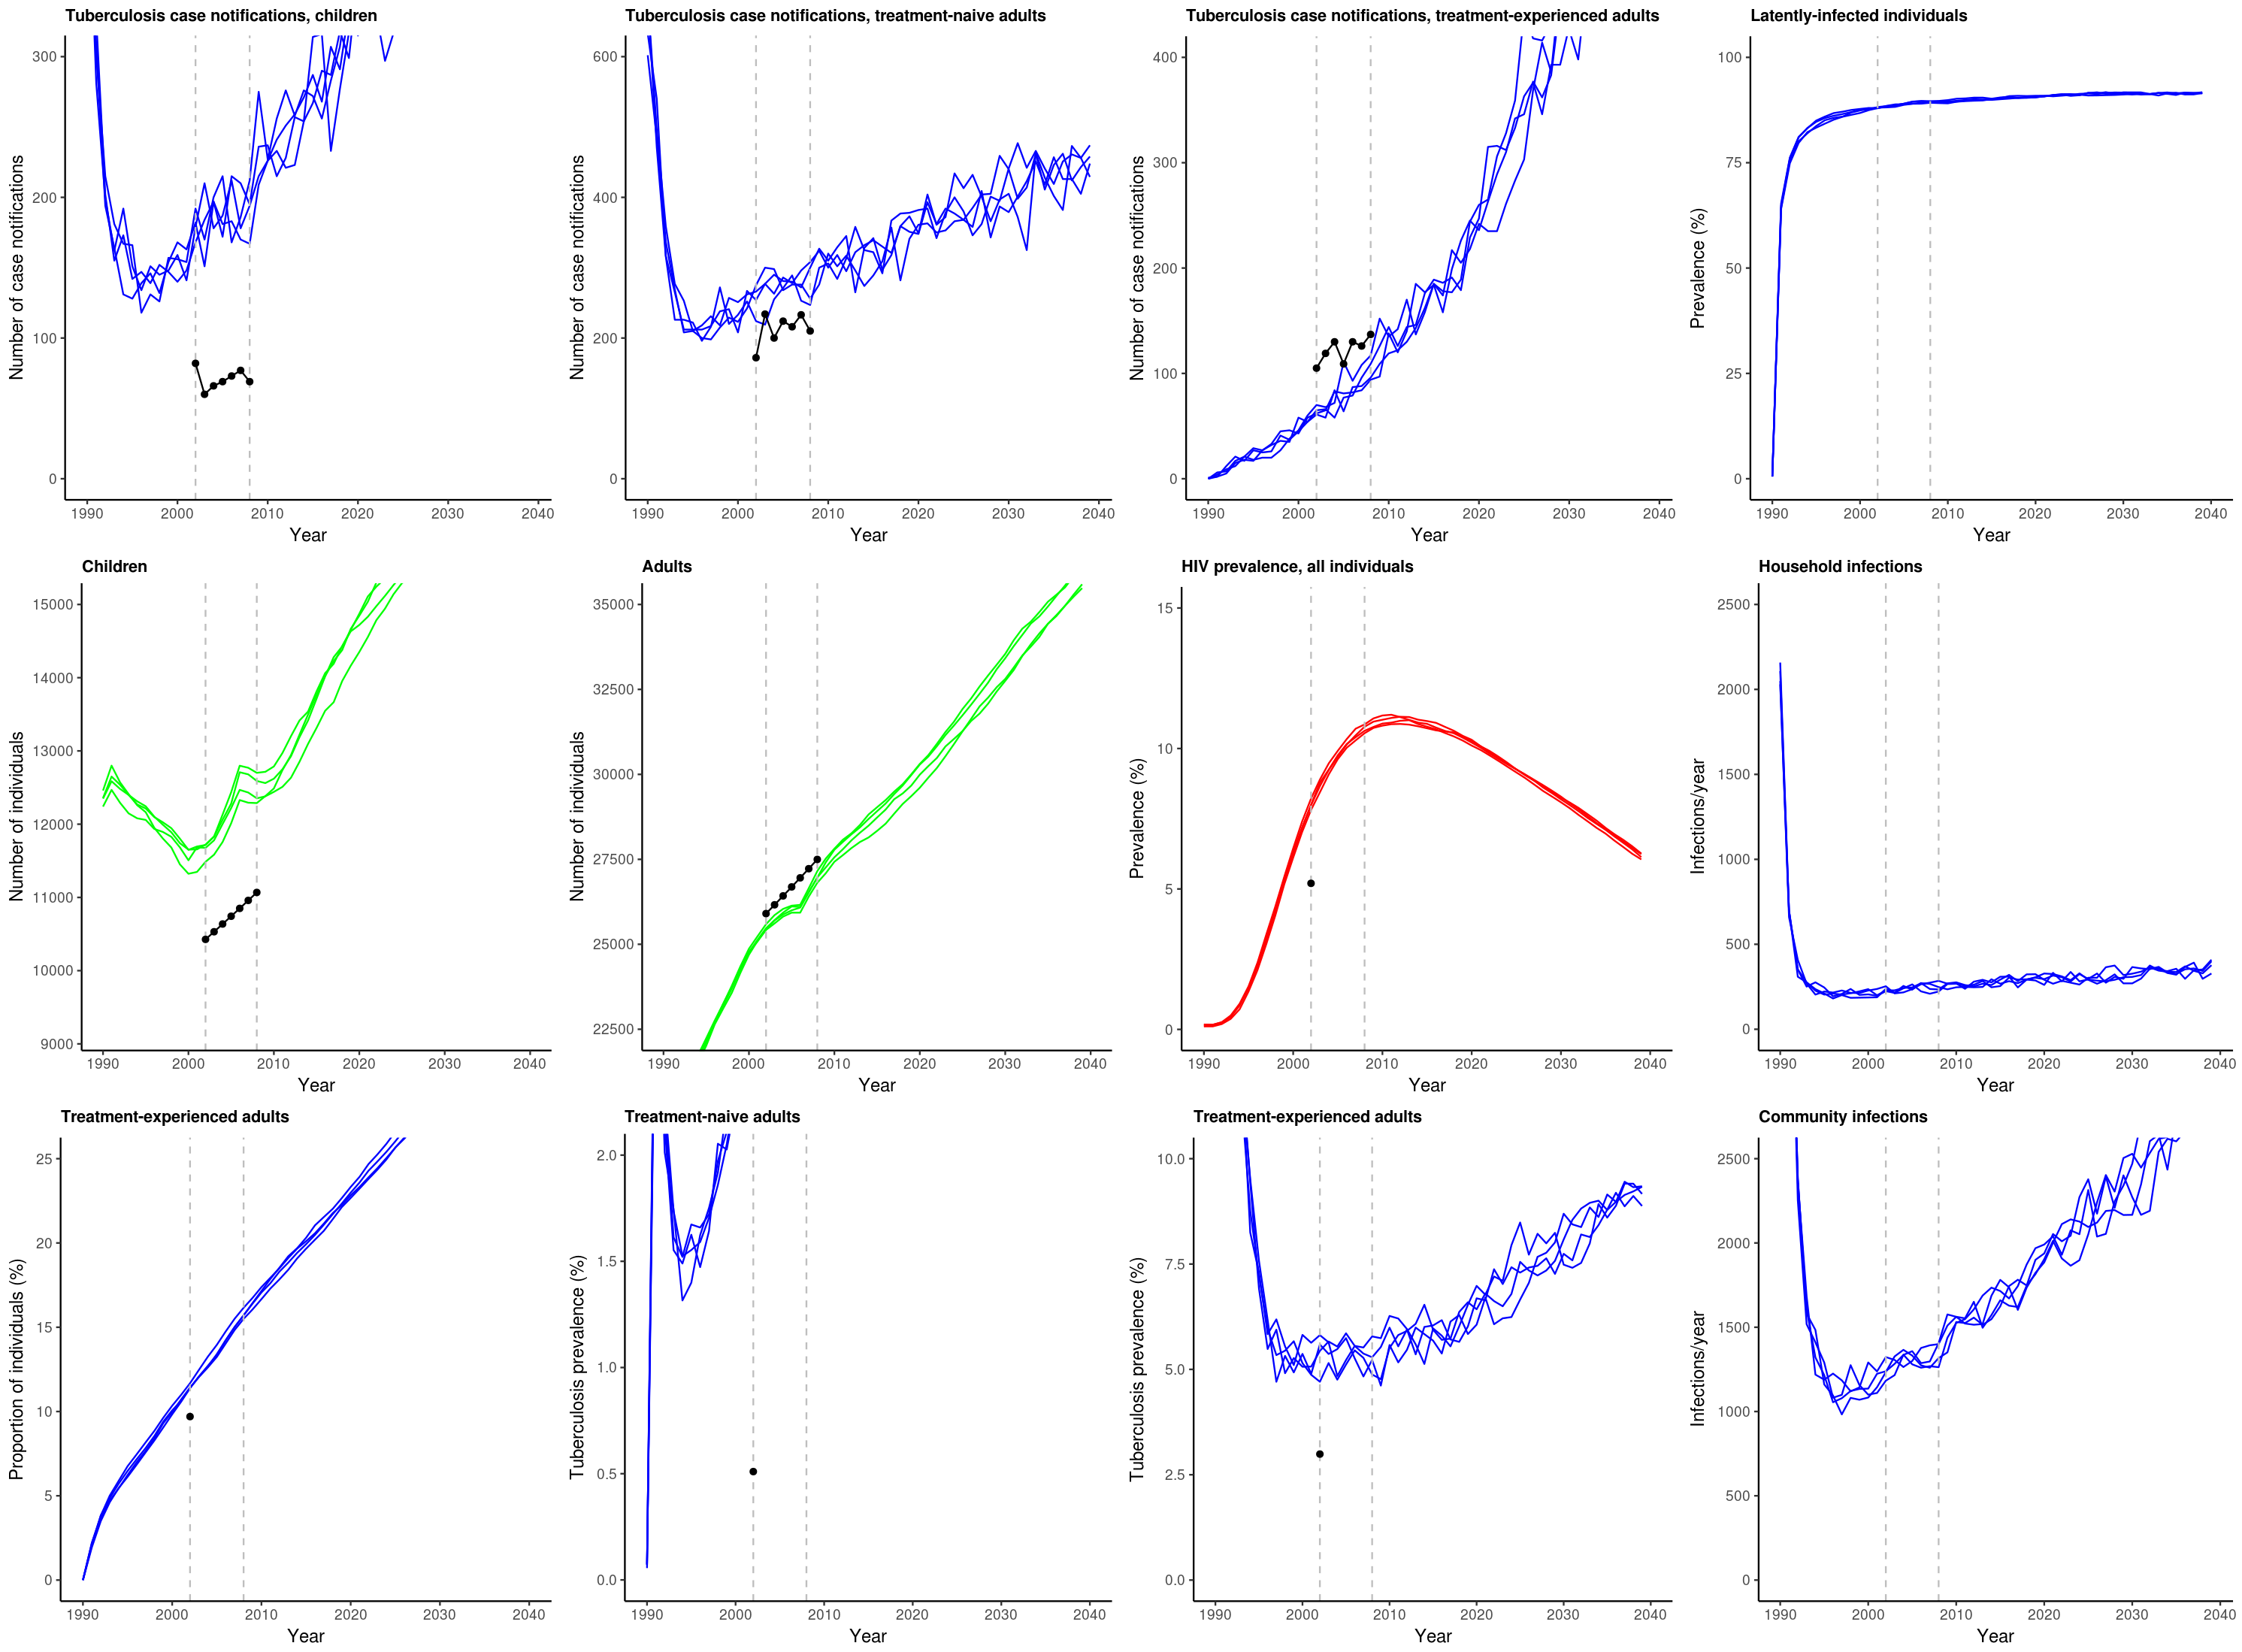 Tuberculosis case notifications, children
Number of case notifications
300
200
100
0
1990 2000 2010 2020 2030 2040
Year
Tuberculosis case notifications, treatment-naive adults
Number of case notifications
600
400
200
0
1990 2000 2010 2020 2030 2040
Year
Tuberculosis case notifications, treatment-experienced adults
Number of case notifications
400
300
200
100
0
1990 2000 2010 2020 2030 2040
Year
Latently-infected individuals
Prevalence (%)
100
75
50
25
0
1990 2000 2010 2020 2030 2040
Year
Children
Number of individuals
15000
14000
13000
12000
11000
10000
9000
1990 2000 2010 2020 2030 2040
Year
Adults
Number of individuals
35000
32500
30000
27500
25000
22500
1990 2000 2010 2020 2030 2040
Year
HIV prevalence, all individuals
Prevalence (%)
15
10
5
0
1990 2000 2010 2020 2030 2040
Year
Household infections
Infections/year
2500
2000
1500
1000
500
0
1990 2000 2010 2020 2030 2040
Year
Treatment-experienced adults
Proportion of individuals (%)
25
20
15
10
5
0
1990 2000 2010 2020 2030 2040
Year
Treatment-naive adults
Tuberculosis prevalence (%)
2.0
1.5
1.0
0.5
0.0
1990 2000 2010 2020 2030 2040
Year
Treatment-experienced adults
Tuberculosis prevalence (%)
10.0
7.5
5.0
2.5
0.0
1990 2000 2010 2020 2030 2040
Year
Community infections
Infections/year
2500
2000
1500
1000
500
0
1990 2000 2010 2020 2030 2040
Year